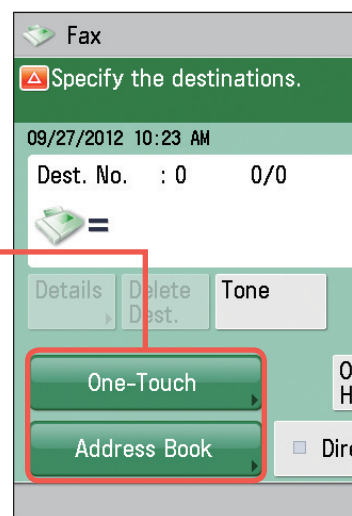 Fax
Specify the destinations.
09/27/2012 10:23 AM
Dest. No. : 0 0/0
=
Details Delete Dest. Tone
One-Touch
Address Book